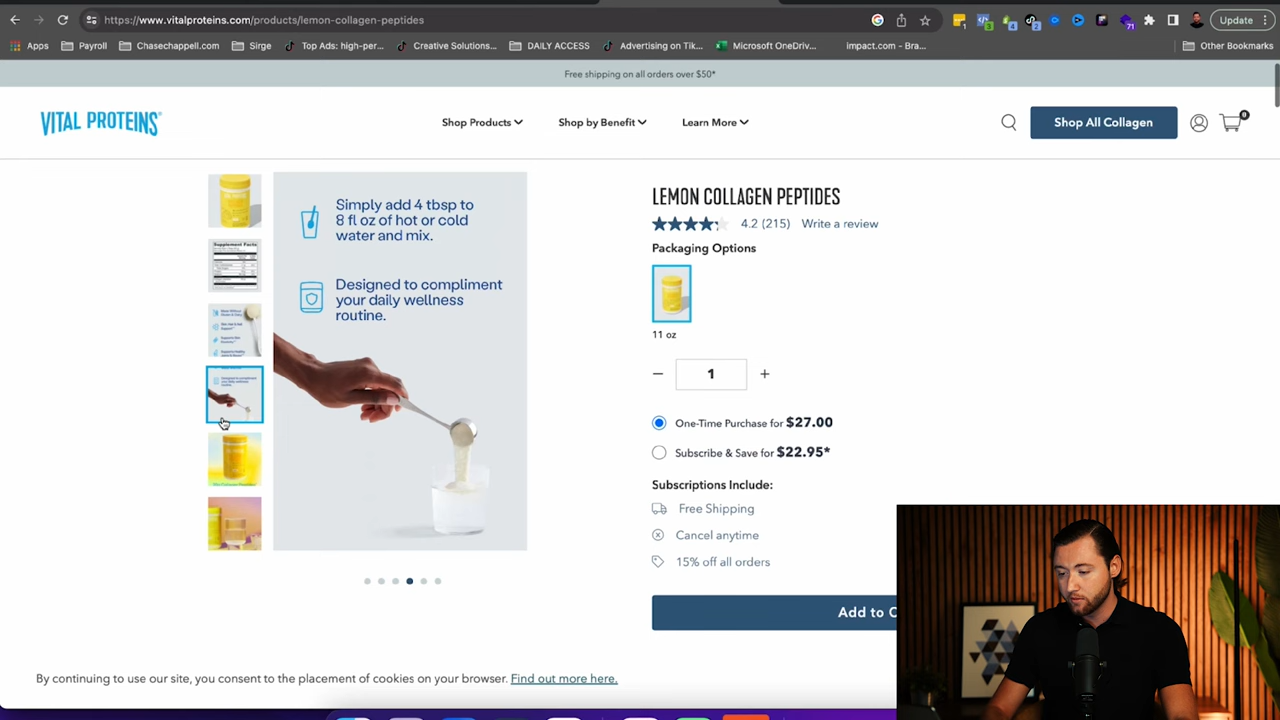 https://www.vitalproteins.com/products/lemon-collagen-peptides
Update
Apps
Payroll
Chasechappell.com
Sirge
Top Ads: high-per...
Creative Solutions...
DAILY ACCESS
Advertising on Tik...
Microsoft OneDriv...
impact.com - Bra...
Other Bookmarks
Free shipping on all orders over $50*
VITAL PROTEINS
Shop Products
Shop by Benefit
Learn More
Shop All Collagen
0
Simply add 4 tbsp to
8 fl oz of hot or cold
water and mix.
Designed to compliment
your daily wellness
routine.
Supplement Facts
LEMON COLLAGEN PEPTIDES
4.2 (215) Write a review
Packaging Options
11 oz
1
One-Time Purchase for $27.00
Subscribe & Save for $22.95*
Subscriptions Include:
Free Shipping
Cancel anytime
15% off all orders
Add to C
By continuing to use our site, you consent to the placement of cookies on your browser. Find out more here.